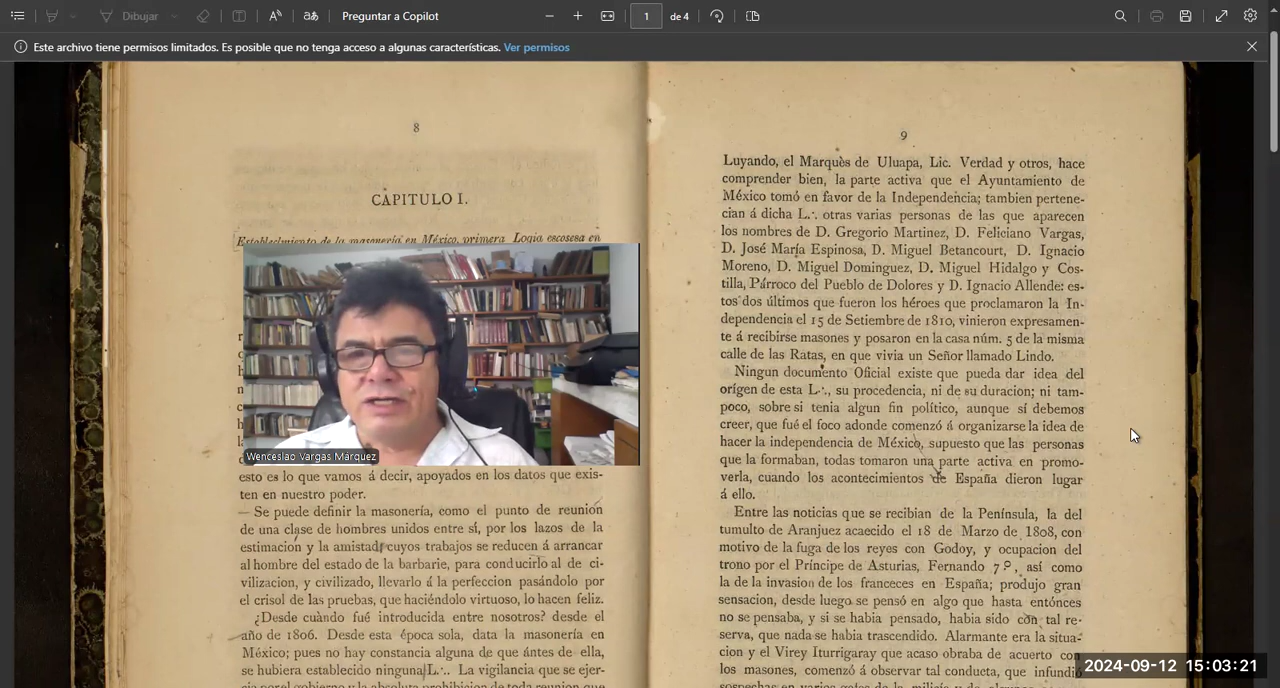 Dibujar
Preguntar a Copilot
1
de 4
Este archivo tiene permisos limitados. Es posible que no tenga acceso a algunas características. Ver permisos
8
CAPITULO I.
Establecimiento de la masonería en México, primera Logia escosesa en
Wenceslao Vargas Márquez
esto es lo que vamos á decir, apoyados en los datos que exis-
ten en nuestro poder.
— Se puede definir la masonería, como el punto de reunión
de una clase de hombres unidos entre sí, por los lazos de la
estimacion y la amistad, cuyos trabajos se reducen á arrancar
al hombre del estado de la barbarie, para conducirlo al de ci-
vilizacion, y civilizado, llevarlo á la perfeccion pasándolo por
el crisol de las pruebas, que haciéndolo virtuoso, lo hacen feliz.
¿Desde cuàndo fué introducida entre nosotros? desde el
año de 1806. Desde esta época sola, data la masonería en
México; pues no hay constancia alguna de que ántes de ella,
se hubiera establecido ninguna L∴. La vigilancia que se ejer-
cia por el gobierno y la absoluta prohibicion de toda reunion que
9
Luyando, el Marquès de Uluapa, Lic. Verdad y otros, hace
comprender bien, la parte activa que el Ayuntamiento de
México tomó en favor de la Independencia; tambien pertene-
cian á dicha L∴ otras varias personas de las que aparecen
los nombres de D. Gregorio Martinez, D. Feliciano Vargas,
D. José María Espinosa, D. Miguel Betancourt, D. Ignacio
Moreno, D. Miguel Dominguez, D. Miguel Hidalgo y Cos-
tilla, Párroco del Pueblo de Dolores y D. Ignacio Allende: es-
tos dos últimos que fueron los héroes que proclamaron la In-
dependencia el 15 de Setiembre de 1810, vinieron expresamen-
te á recibirse masones y posaron en la casa núm. 5 de la misma
calle de las Ratas, en que vivia un Señor llamado Lindo.
Ningun documento Oficial existe que pueda dar idea del
orígen de esta L∴, su procedencia, ni de su duracion; ni tam-
poco, sobre si tenia algun fin político, aunque sí debemos
creer, que fué el foco adonde comenzó á organizarse la idea de
hacer la independencia de México, supuesto que las personas
que la formaban, todas tomaron una parte activa en promo-
verla, cuando los acontecimientos de España dieron lugar
á ello.
Entre las noticias que se recibian de la Península, la del
tumulto de Aranjuez acaecido el 18 de Marzo de 1808, con
motivo de la fuga de los reyes con Godoy, y ocupacion del
trono por el Príncipe de Asturias, Fernando 7º, así como
la de la invasion de los franceces en España; produjo gran
sensacion, desde luego se pensó en algo que hasta entónces
no se pensaba, y si se habia pensado, habia sido con tal re-
serva, que nada se habia trascendido. Alarmante era la situa-
cion y el Virey Iturrigaray que acaso obraba de acuerto con
los masones, comenzó á observar tal conducta, que infundió
sospechas en varios
2024-09-12 15:03:21